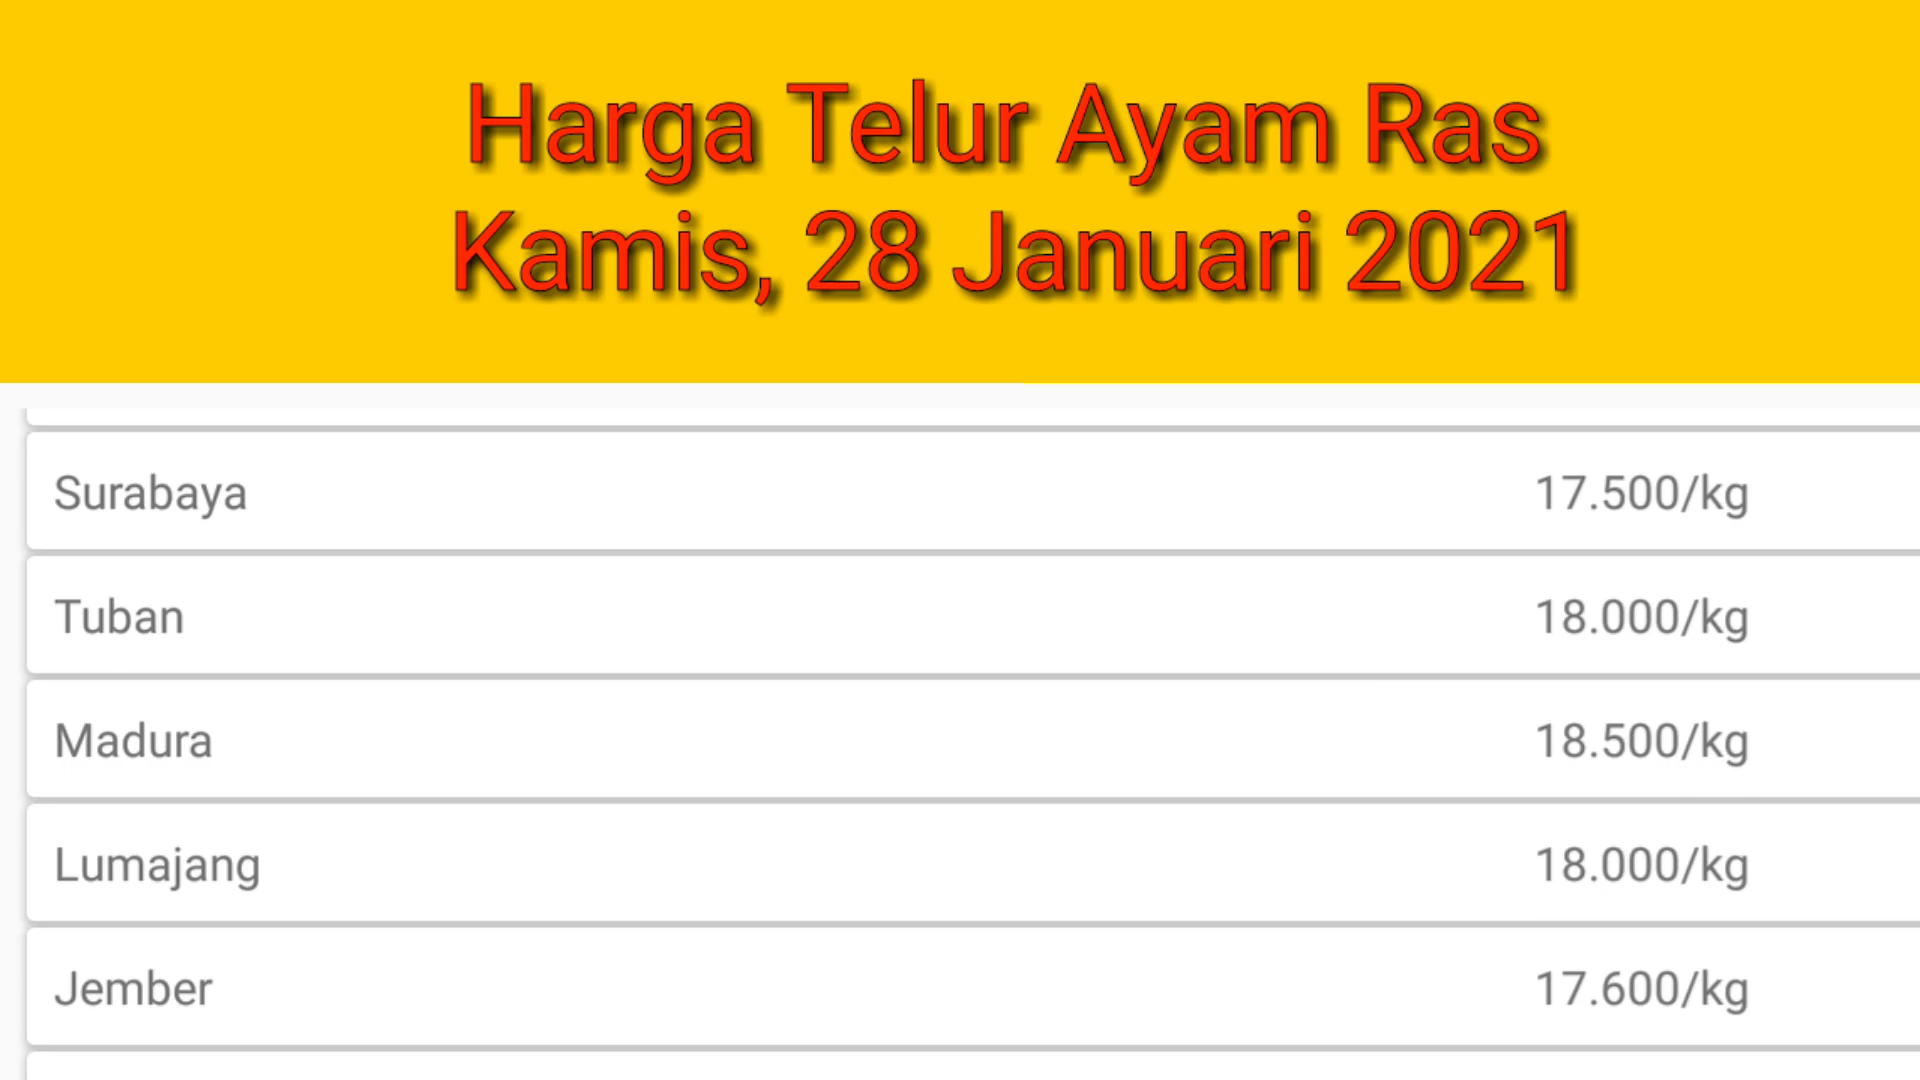 Harga Telur Ayam Ras
Kamis, 28 Januari 2021
Surabaya 17.500/kg
Tuban 18.000/kg
Madura 18.500/kg
Lumajang 18.000/kg
Jember 17.600/kg